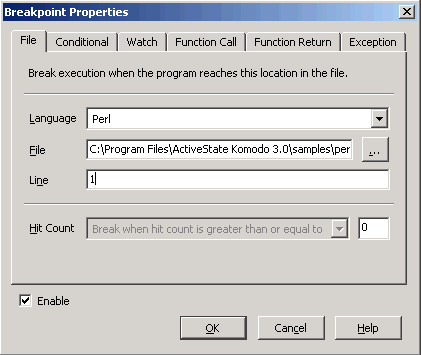 Breakpoint Properties
File Conditional Watch Function Call Function Return Exception
Break execution when the program reaches this location in the file.
Language Perl
File C:\Program Files\ActiveState Komodo 3.0\samples\per ...
Line 1
Hit Count Break when hit count is greater than or equal to 0
Enable
OK Cancel Help